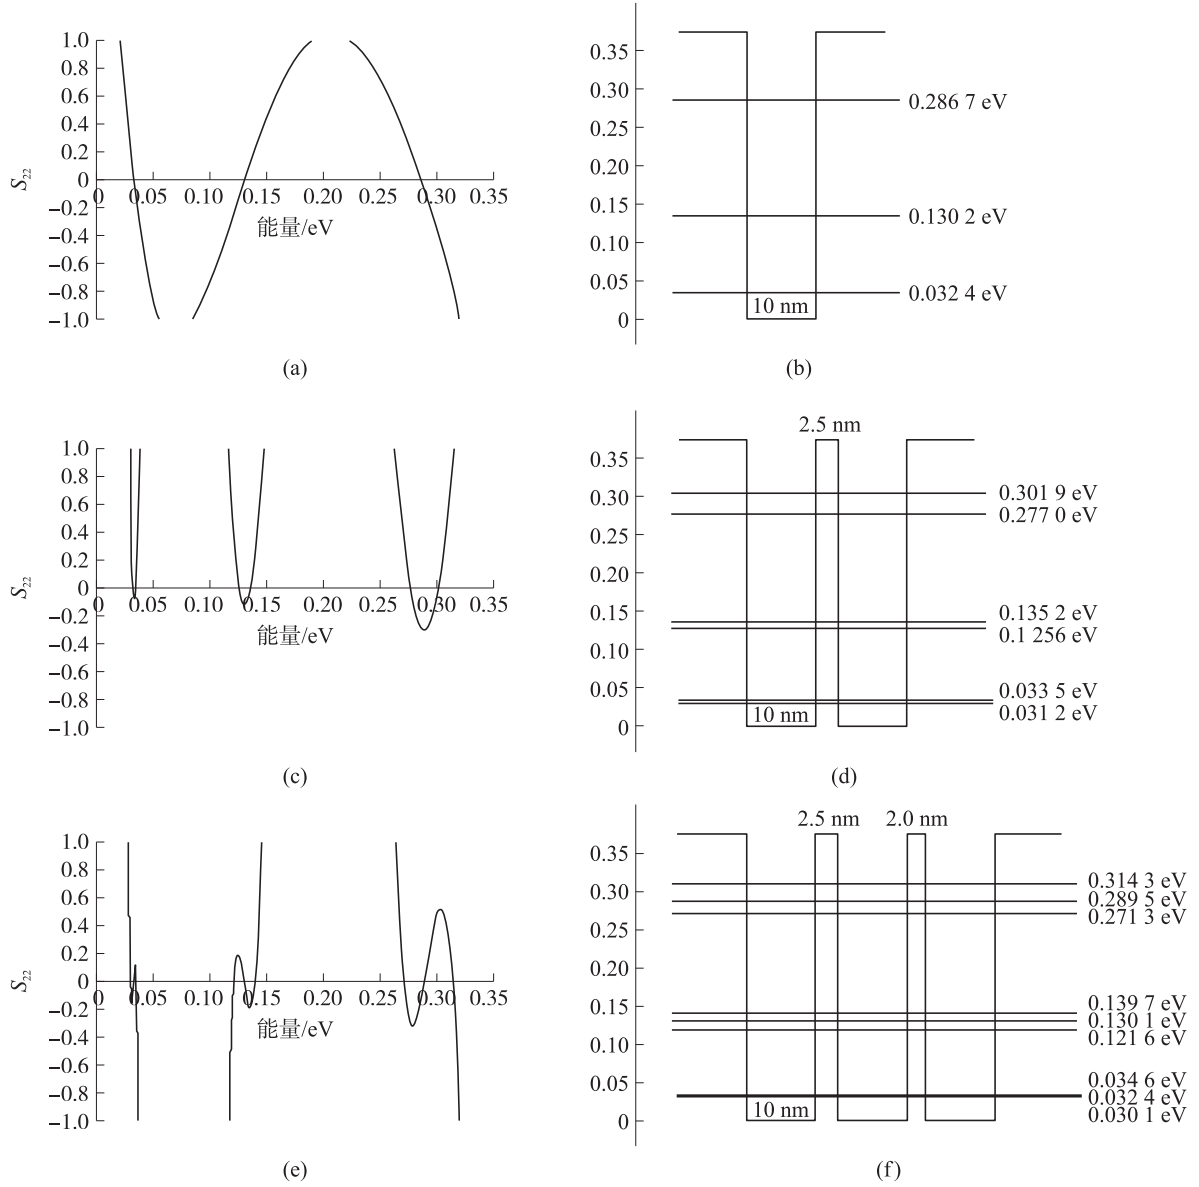 1.0
0.8
0.6
0.4
0.2
0
−0.2
−0.4
−0.6
−0.8
−1.0
S22
0 0.05 0.10 0.15 0.20 0.25 0.30 0.35
能量/eV
(a)
0.35
0.30
0.25
0.20
0.15
0.10
0.05
0
0.286 7 eV
0.130 2 eV
0.032 4 eV
10 nm
(b)
1.0
0.8
0.6
0.4
0.2
0
−0.2
−0.4
−0.6
−0.8
−1.0
S22
0 0.05 0.10 0.15 0.20 0.25 0.30 0.35
能量/eV
(c)
2.5 nm
0.35
0.30
0.25
0.20
0.15
0.10
0.05
0
0.301 9 eV
0.277 0 eV
0.135 2 eV
0.1 256 eV
0.033 5 eV
0.031 2 eV
10 nm
(d)
1.0
0.8
0.6
0.4
0.2
0
−0.2
−0.4
−0.6
−0.8
−1.0
S22
0 0.05 0.10 0.15 0.20 0.25 0.30 0.35
能量/eV
(e)
2.5 nm 2.0 nm
0.35
0.30
0.25
0.20
0.15
0.10
0.05
0
0.314 3 eV
0.289 5 eV
0.271 3 eV
0.139 7 eV
0.130 1 eV
0.121 6 eV
0.034 6 eV
0.032 4 eV
0.030 1 eV
10 nm
(f)